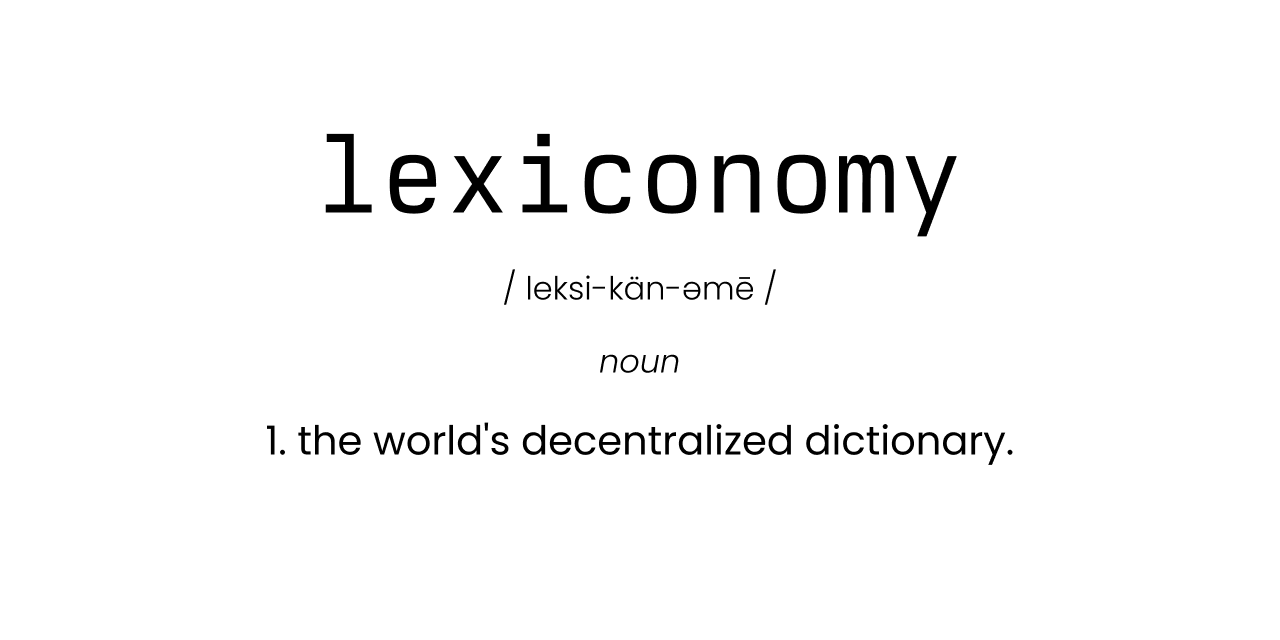 lexiconomy
/ leksi-kän-əmē /
noun
1. the world's decentralized dictionary.